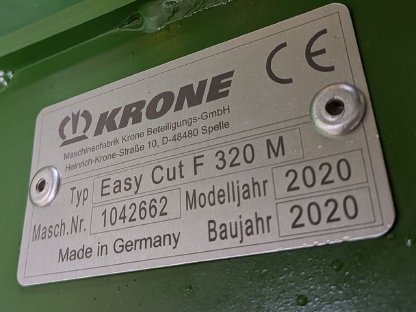 KRONE CE
Maschinenfabrik Krone Beteiligungs-GmbH
Heinrich-Krone-Straße 10, D-48480 Spelle
Typ Easy Cut F 320 M
Masch.Nr. 1042662 Modelljahr 2020
Made in Germany Baujahr 2020